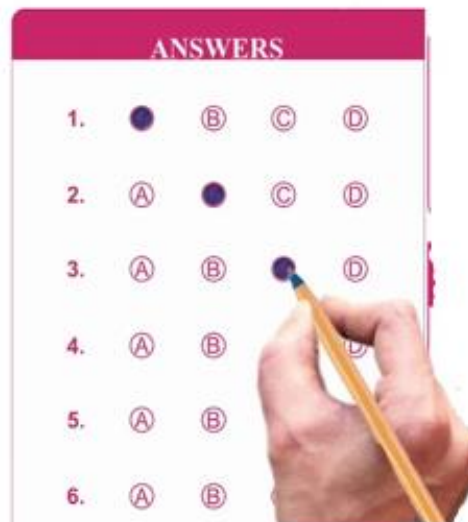 ANSWERS
1. Ⓑ Ⓒ Ⓓ
2. Ⓐ Ⓒ Ⓓ
3. Ⓐ Ⓑ Ⓓ
4. Ⓐ Ⓑ Ⓓ
5. Ⓐ Ⓑ
6. Ⓐ Ⓑ